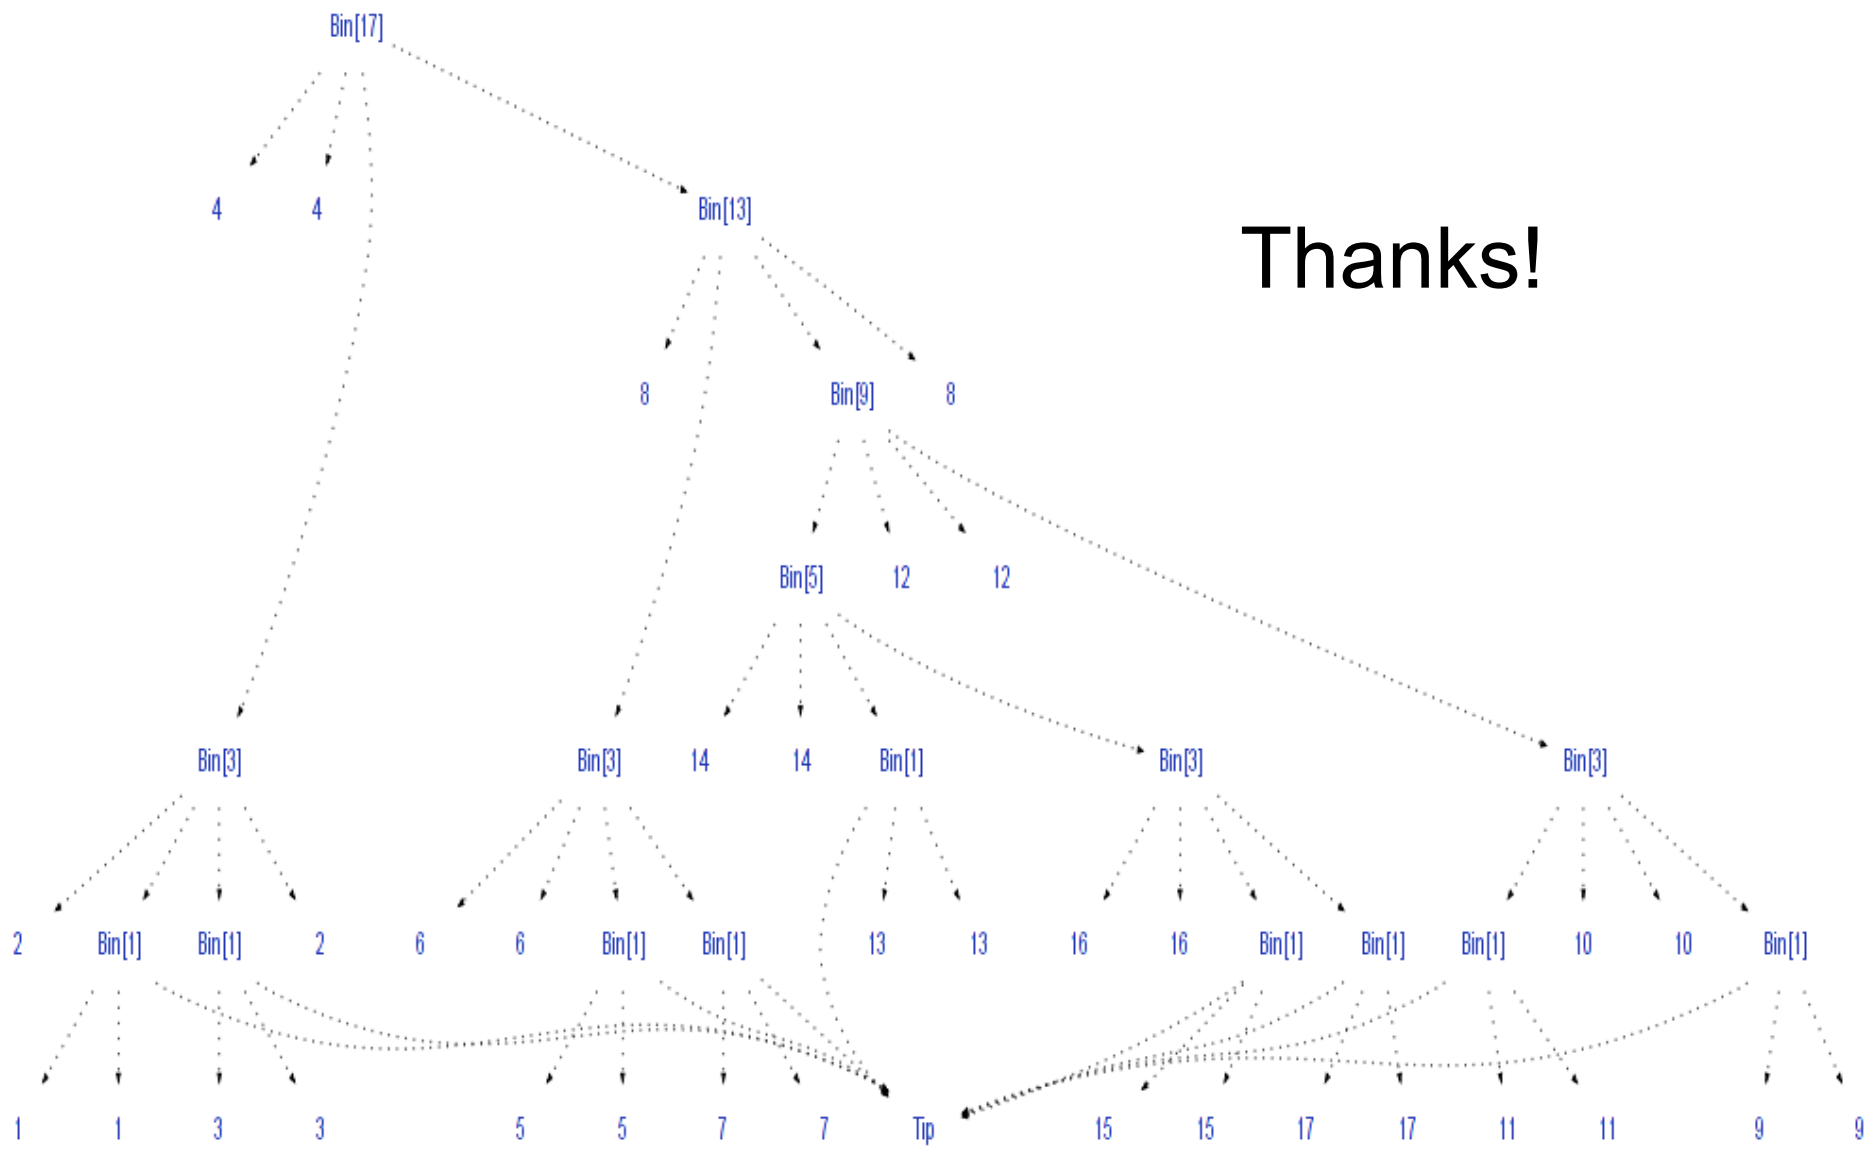 Bin[17]
4 4 Bin[13]
Thanks!
8 Bin[9] 8
Bin[5] 12 12
Bin[3] Bin[3] 14 14 Bin[1] Bin[3] Bin[3]
2 Bin[1] Bin[1] 2 6 6 Bin[1] Bin[1] 13 13 16 16 Bin[1] Bin[1] Bin[1] 10 10 Bin[1]
1 1 3 3 5 5 7 7 Tip 15 15 17 17 11 11 9 9